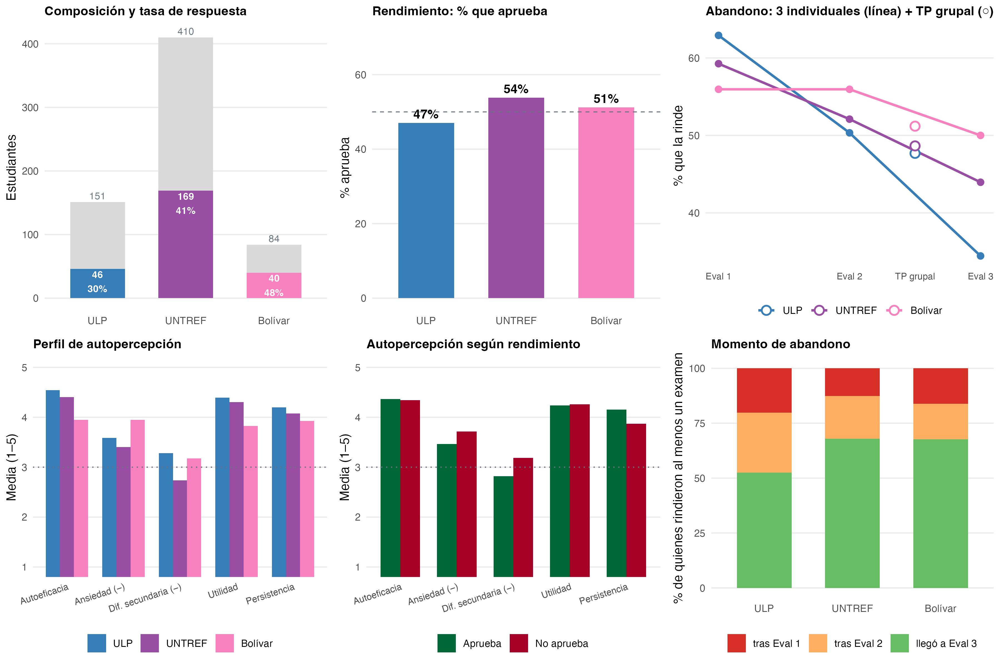 Composición y tasa de respuesta
Estudiantes
400
300
200
100
0
151
46
30%
410
169
41%
84
40
48%
ULP
UNTREF
Bolívar
Rendimiento: % que aprueba
% aprueba
60
40
20
0
47%
54%
51%
ULP
UNTREF
Bolívar
Abandono: 3 individuales (línea) + TP grupal (○)
% que la rinde
60
50
40
Eval 1
Eval 2
TP grupal
Eval 3
ULP
UNTREF
Bolívar
Perfil de autopercepción
Media (1–5)
5
4
3
2
1
Autoeficacia
Ansiedad (−)
Dif. secundaria (−)
Utilidad
Persistencia
ULP
UNTREF
Bolívar
Autopercepción según rendimiento
Media (1–5)
5
4
3
2
1
Autoeficacia
Ansiedad (−)
Dif. secundaria (−)
Utilidad
Persistencia
Aprueba
No aprueba
Momento de abandono
% de quienes rindieron al menos un examen
100
75
50
25
0
ULP
UNTREF
Bolívar
tras Eval 1
tras Eval 2
llegó a Eval 3